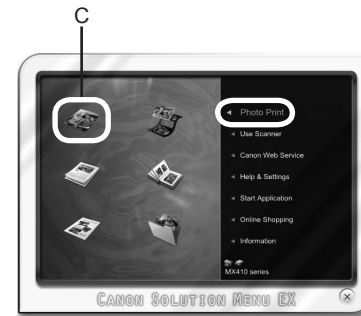 C
Photo Print
Use Scanner
Canon Web Service
Help & Settings
Start Application
Online Shopping
Information
MX410 series
CANON SOLUTION MENU EX